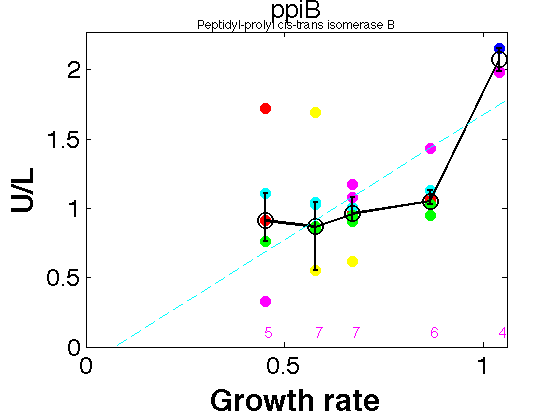 ppiB
Peptidyl-prolyl cis-trans isomerase B
2
1.5
1
0.5
0
U/L
5 7 7 6 4
0 0.5 1
Growth rate